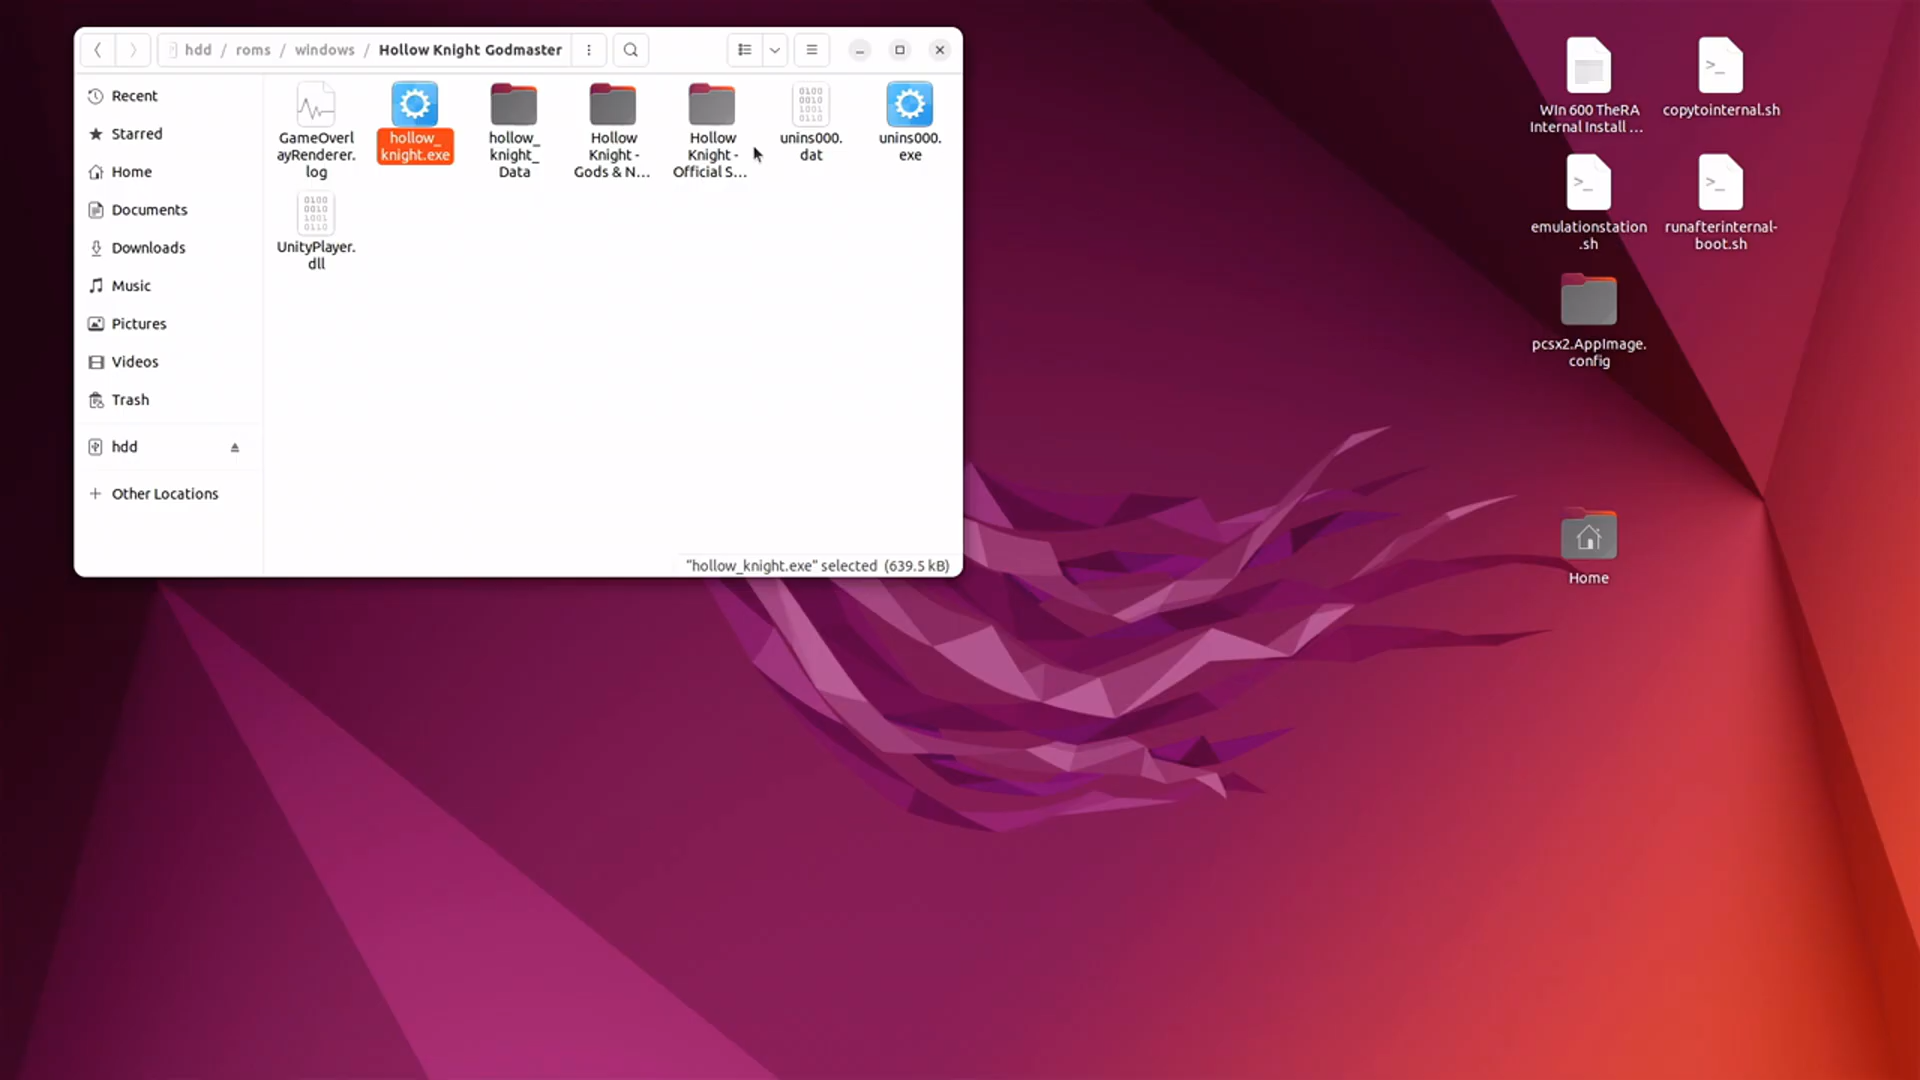 hdd / roms / windows / Hollow Knight Godmaster
Recent
Starred
Home
Documents
Downloads
Music
Pictures
Videos
Trash
hdd
Other Locations
GameOverl
ayRenderer.
log
hollow_
knight.exe
hollow_
knight_
Data
Hollow
Knight -
Gods & N...
Hollow
Knight -
Official S...
unins000.
dat
unins000.
exe
UnityPlayer.
dll
"hollow_knight.exe" selected (639.5 kB)
WIn 600 TheRA
Internal Install ...
copytointernal.sh
emulationstation
.sh
runafterinternal-
boot.sh
pcsx2.AppImage.
config
Home